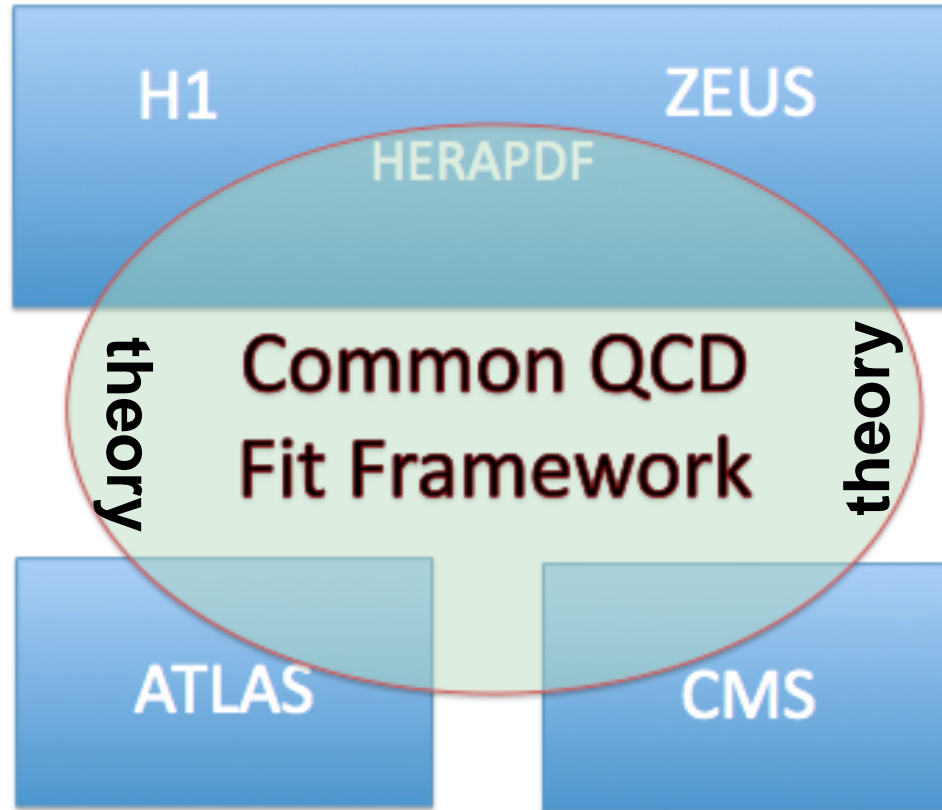 H1
ZEUS
HERAPDF
theory
Common QCD
Fit Framework
theory
ATLAS
CMS